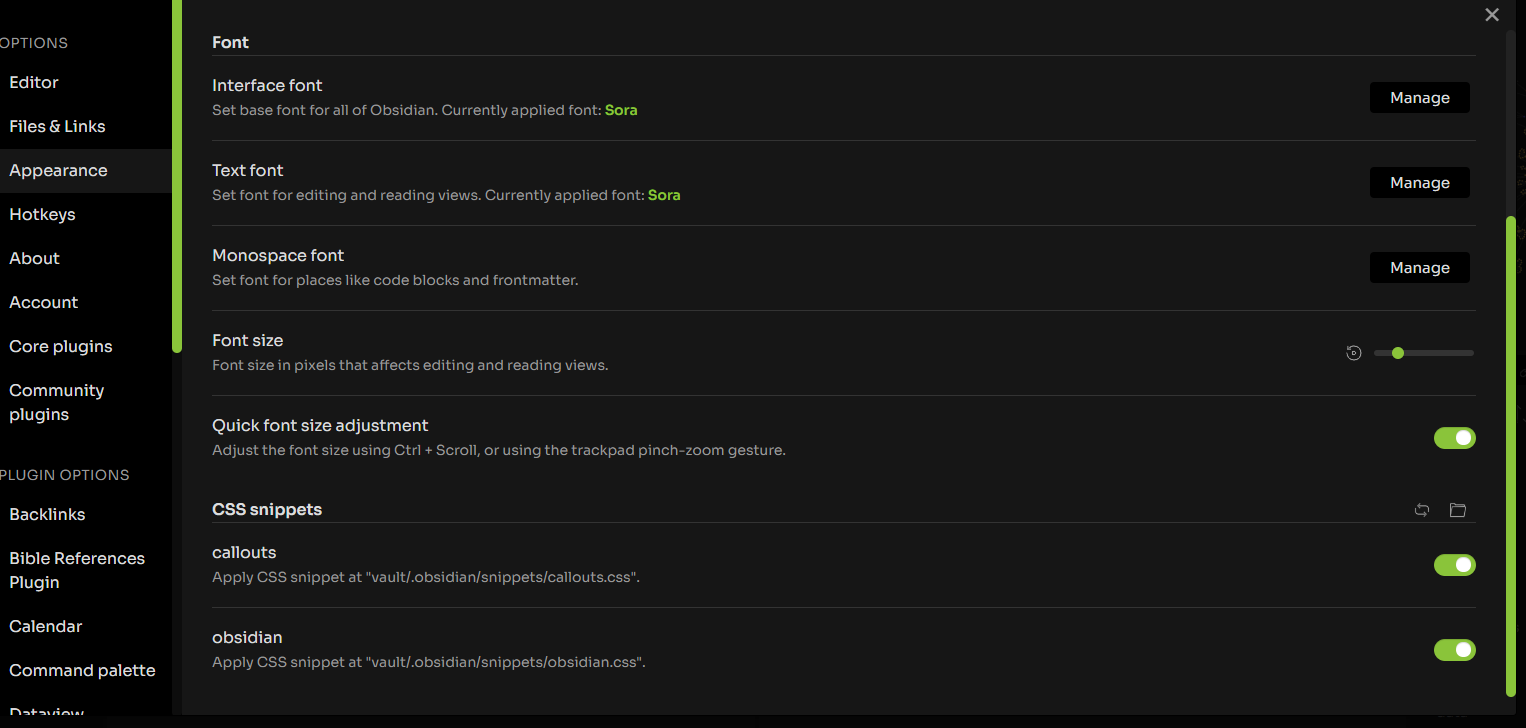 OPTIONS
Editor
Files & Links
Appearance
Hotkeys
About
Account
Core plugins
Community
plugins
PLUGIN OPTIONS
Backlinks
Bible References
Plugin
Calendar
Command palette
Dataview
Font
Interface font
Set base font for all of Obsidian. Currently applied font: Sora
Manage
Text font
Set font for editing and reading views. Currently applied font: Sora
Manage
Monospace font
Set font for places like code blocks and frontmatter.
Manage
Font size
Font size in pixels that affects editing and reading views.
Quick font size adjustment
Adjust the font size using Ctrl + Scroll, or using the trackpad pinch-zoom gesture.
CSS snippets
callouts
Apply CSS snippet at "vault/.obsidian/snippets/callouts.css".
obsidian
Apply CSS snippet at "vault/.obsidian/snippets/obsidian.css".